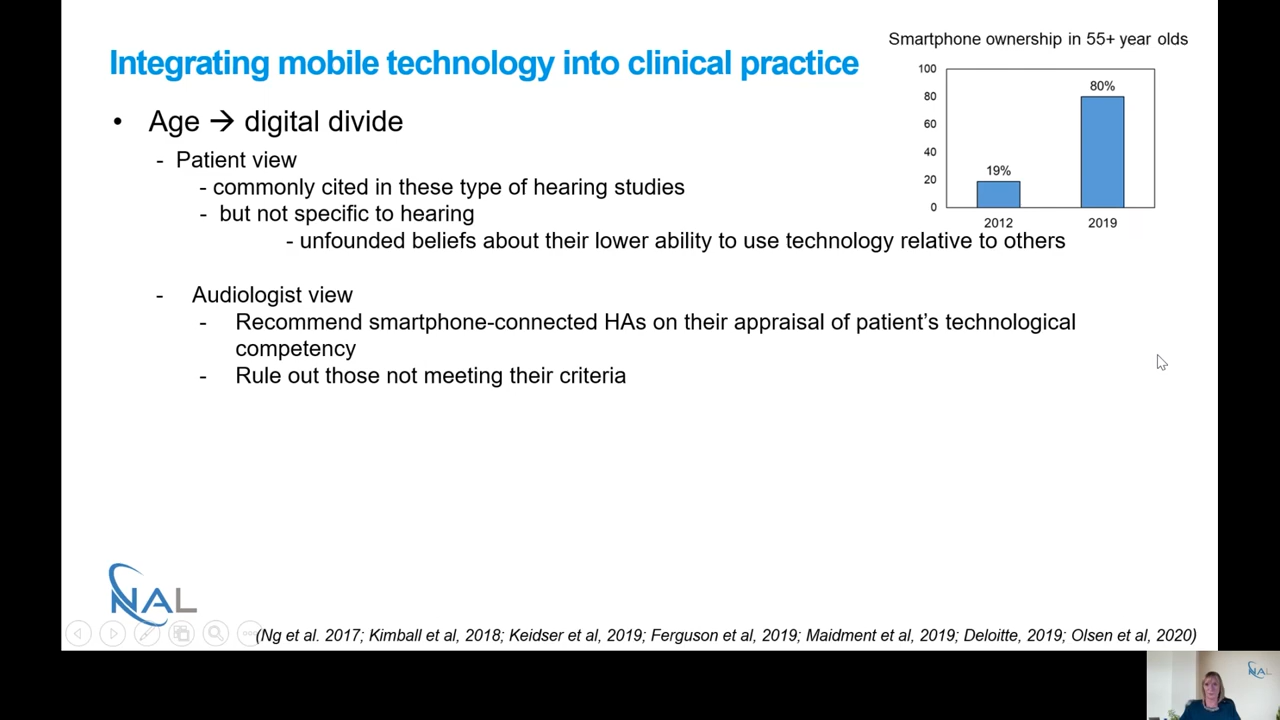 Integrating mobile technology into clinical practice
Smartphone ownership in 55+ year olds
100
80
60
40
20
0
19%
80%
2012
2019
• Age → digital divide
- Patient view
- commonly cited in these type of hearing studies
- but not specific to hearing
- unfounded beliefs about their lower ability to use technology relative to others
- Audiologist view
- Recommend smartphone-connected HAs on their appraisal of patient's technological
competency
- Rule out those not meeting their criteria
NAL
(Ng et al. 2017; Kimball et al, 2018; Keidser et al, 2019; Ferguson et al, 2019; Maidment et al, 2019; Deloitte, 2019; Olsen et al, 2020)
NAL